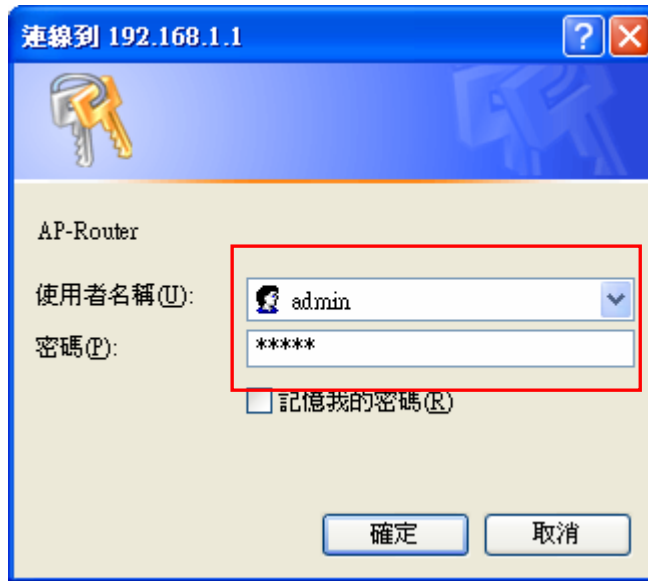 連線到 192.168.1.1
AP-Router
使用者名稱(U):
admin
密碼(P):
*****
記憶我的密碼(R)
確定
取消